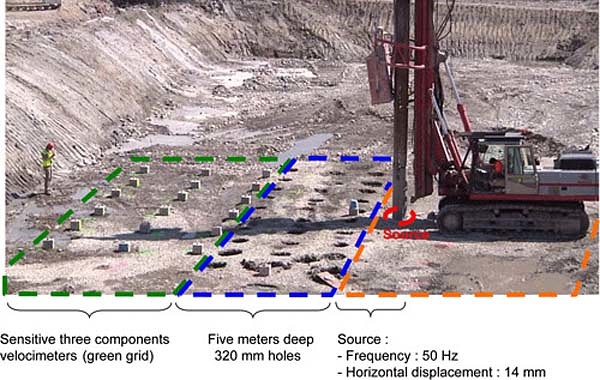 Source
Sensitive three components
velocimeters (green grid)
Five meters deep
320 mm holes
Source :
- Frequency : 50 Hz
- Horizontal displacement : 14 mm